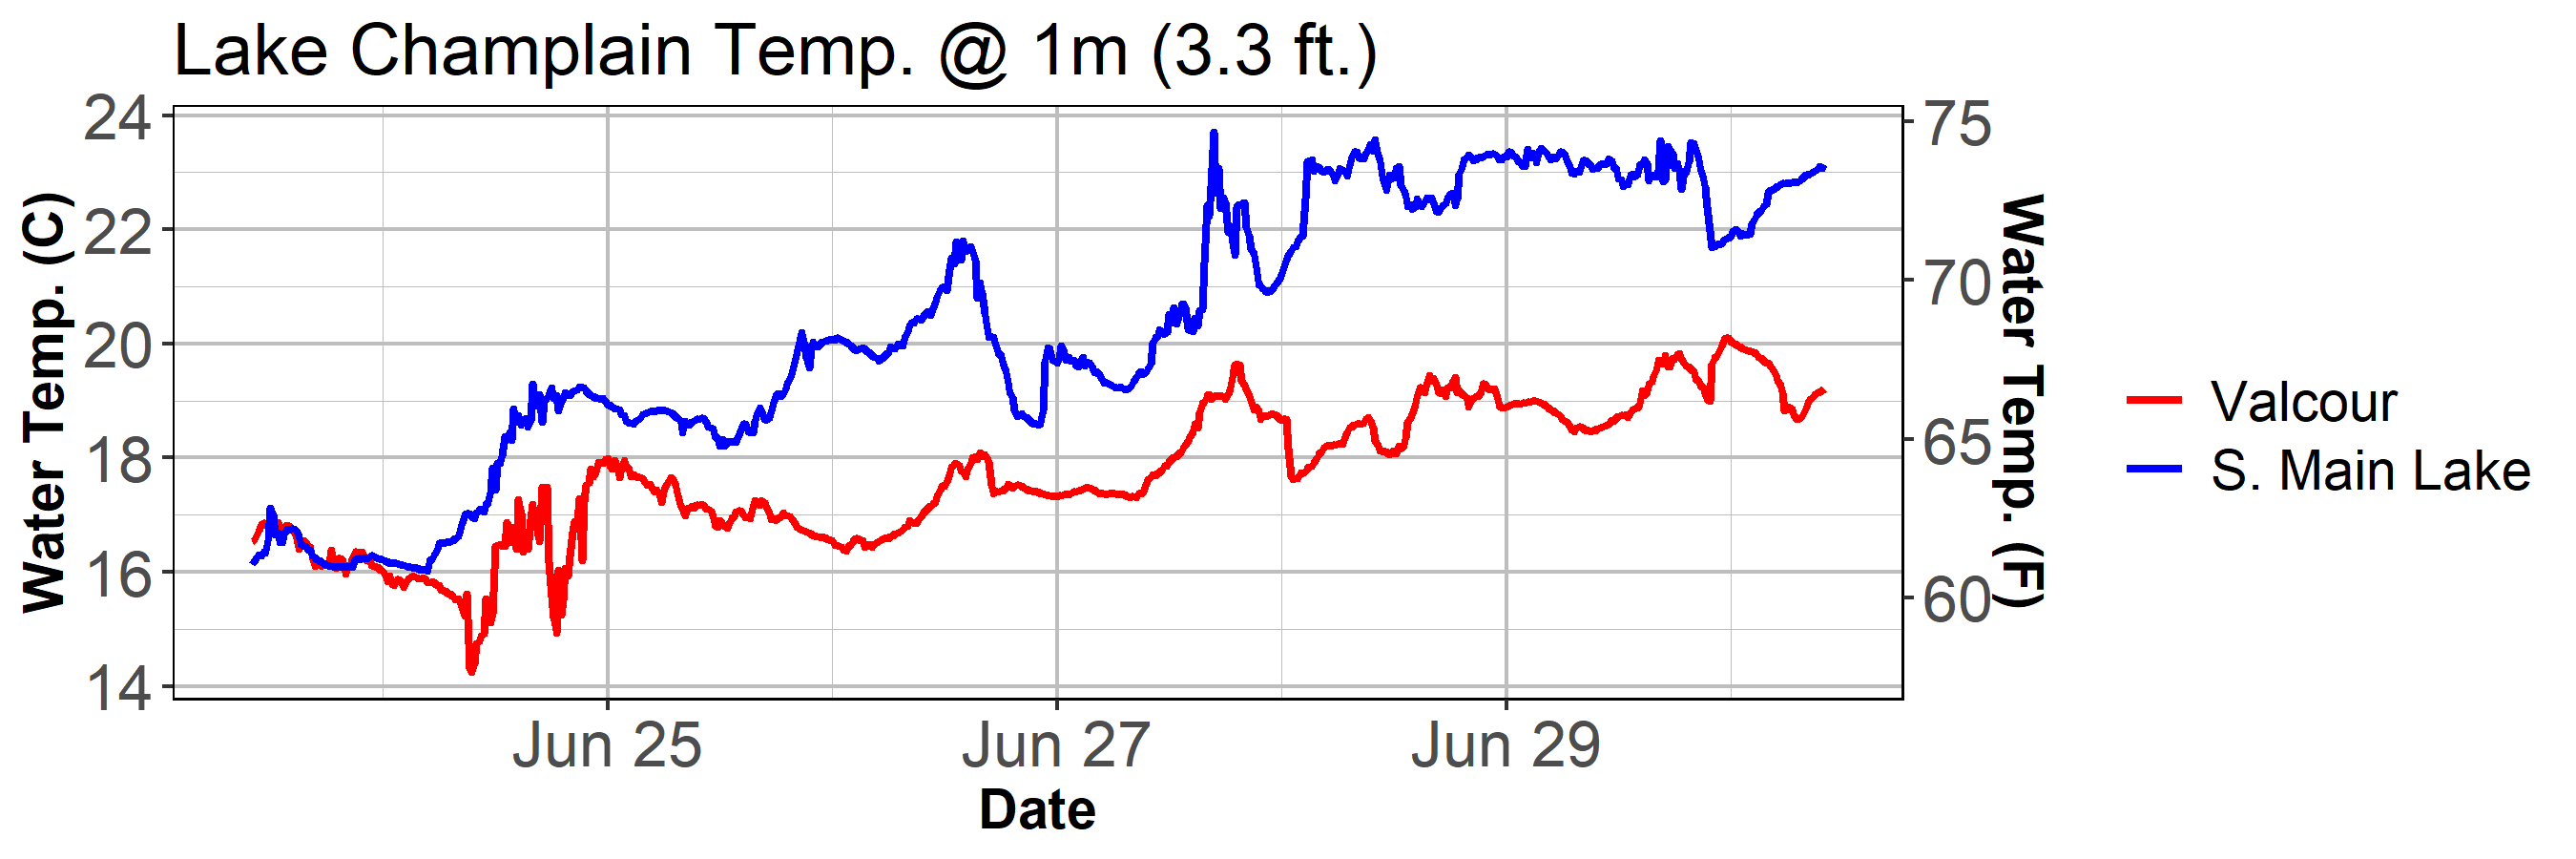 Lake Champlain Temp. @ 1m (3.3 ft.)
Water Temp. (C)
24
22
20
18
16
14
75
70
65
60
Water Temp. (F)
Jun 25
Jun 27
Jun 29
Date
Valcour
S. Main Lake